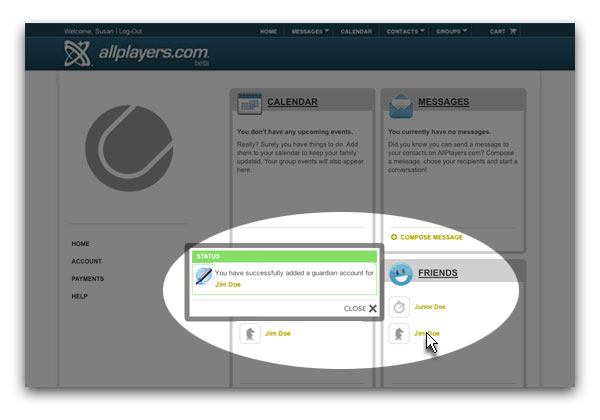 Welcome, Susan | Log-Out
HOME MESSAGES CALENDAR CONTACTS GROUPS CART
allplayers.com
beta
CALENDAR
You don't have any upcoming events.
Really? Surely you have things to do. Add
them to your calendar to keep your family
updated. Your group events will also appear
here.
MESSAGES
You currently have no messages.
Did you know you can send a message to
your contacts on AllPlayers.com? Compose
a message, chose your recipients and start a
conversation!
COMPOSE MESSAGE
HOME
ACCOUNT
PAYMENTS
HELP
STATUS
You have successfully added a guardian account for
Jim Doe
CLOSE
Jim Doe
FRIENDS
Junior Doe
Jim Doe